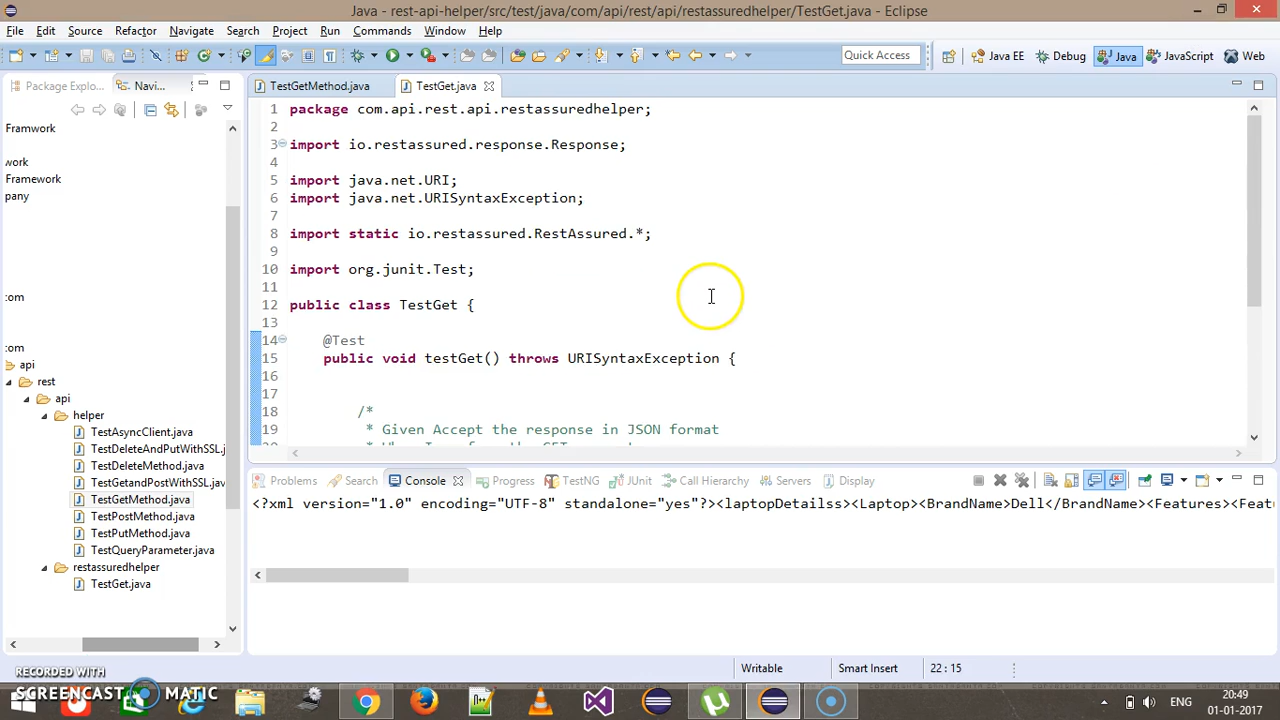 Java - rest-api-helper/src/test/java/com/api/rest/api/restassuredhelper/TestGet.java - Eclipse
File Edit Source Refactor Navigate Search Project Run Commands Window Help
Quick Access
Java EE
Debug
Java
JavaScript
Web
Package Explo...
Navi...
TestGetMethod.java
TestGet.java
Framwork
work
Framework
pany
com
com
api
rest
api
helper
TestAsyncClient.java
TestDeleteAndPutWithSSL.j
TestDeleteMethod.java
TestGetandPostWithSSL.jav
TestGetMethod.java
TestPostMethod.java
TestPutMethod.java
TestQueryParameter.java
restassuredhelper
TestGet.java
1 package com.api.rest.api.restassuredhelper;
2
3 import io.restassured.response.Response;
4
5 import java.net.URI;
6 import java.net.URISyntaxException;
7
8 import static io.restassured.RestAssured.*;
9
10 import org.junit.Test;
11
12 public class TestGet {
13
14 @Test
15 public void testGet() throws URISyntaxException {
16
17
18 /*
19 * Given Accept the response in JSON format
Problems
Searc
Console
Progress
TestNG
JUnit
Call Hierarchy
Servers
Display
<?xml version="1.0" encoding="UTF-8" standalone="yes"?><laptopDetailss><Laptop><BrandName>Dell</BrandName><Features><Feat
Writable
Smart Insert
22 : 15
RECORDED WITH
SCREENCAST MATIC
ENG
20:49
01-01-2017